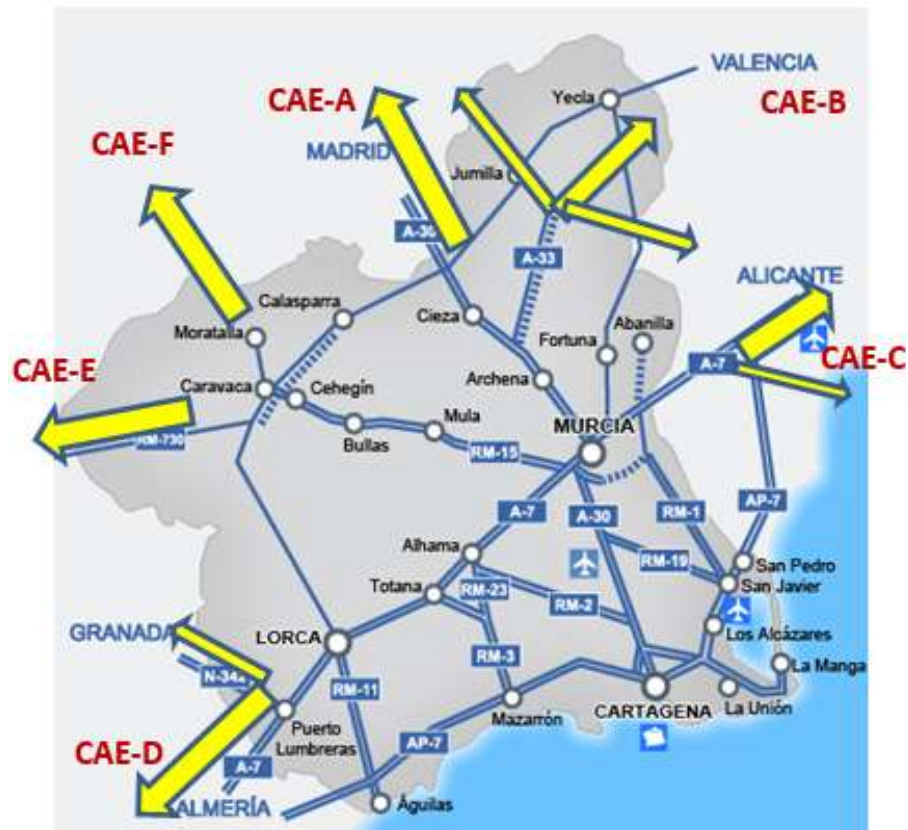 VALENCIA
CAE-A
CAE-B
Yecla
CAE-F
MADRID
Jumilla
A-30
A-33
ALICANTE
Calasparra
Cieza
Moratalla
Fortuna
Abanilla
CAE-E
A-7
CAE-C
Caravaca
Cehegín
Archena
Mula
MURCIA
RM-730
Bullas
RM-15
A-7
A-30
RM-1
AP-7
Alhama
RM-19
San Pedro
Totana
RM-23
San Javier
RM-2
GRANADA
LORCA
Los Alcázares
N-342
RM-11
RM-3
La Manga
Mazarrón
CARTAGENA
La Unión
Puerto
Lumbreras
AP-7
CAE-D
A-7
ALMERÍA
Águilas